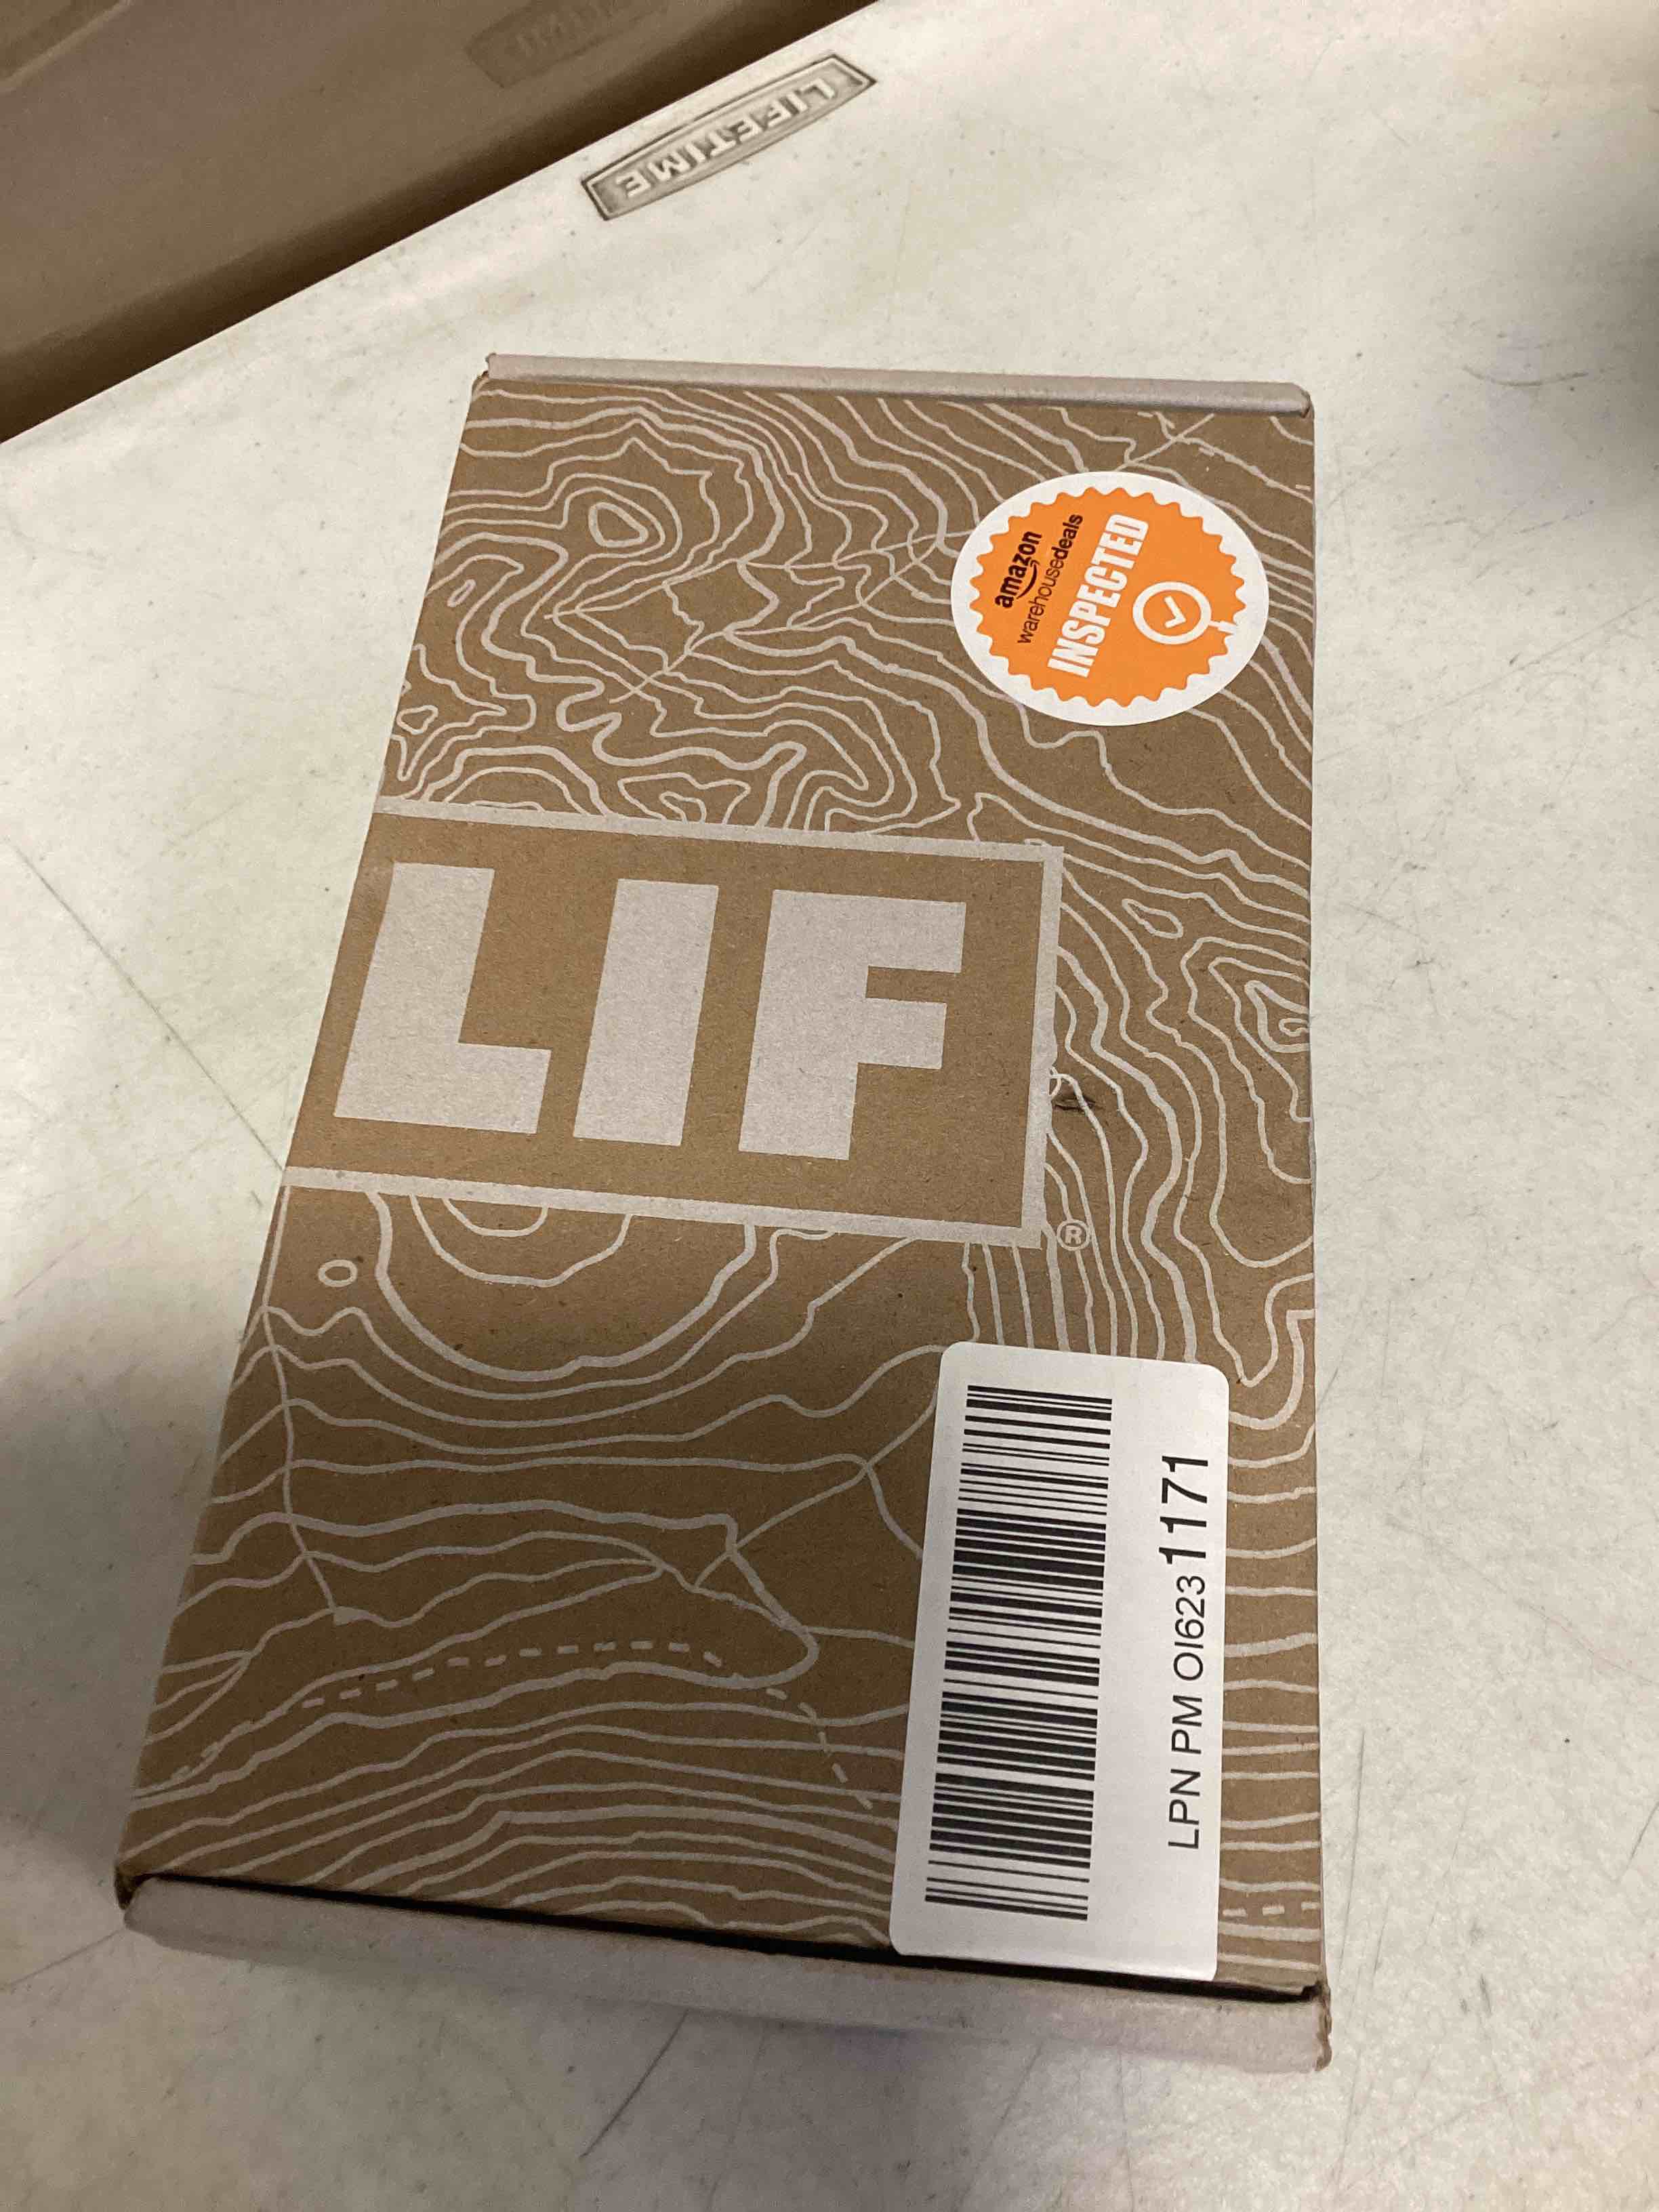 LIFETIME
amazon
warehousedeals
INSPECTED
LIF
®
LPN PM OI623 1171